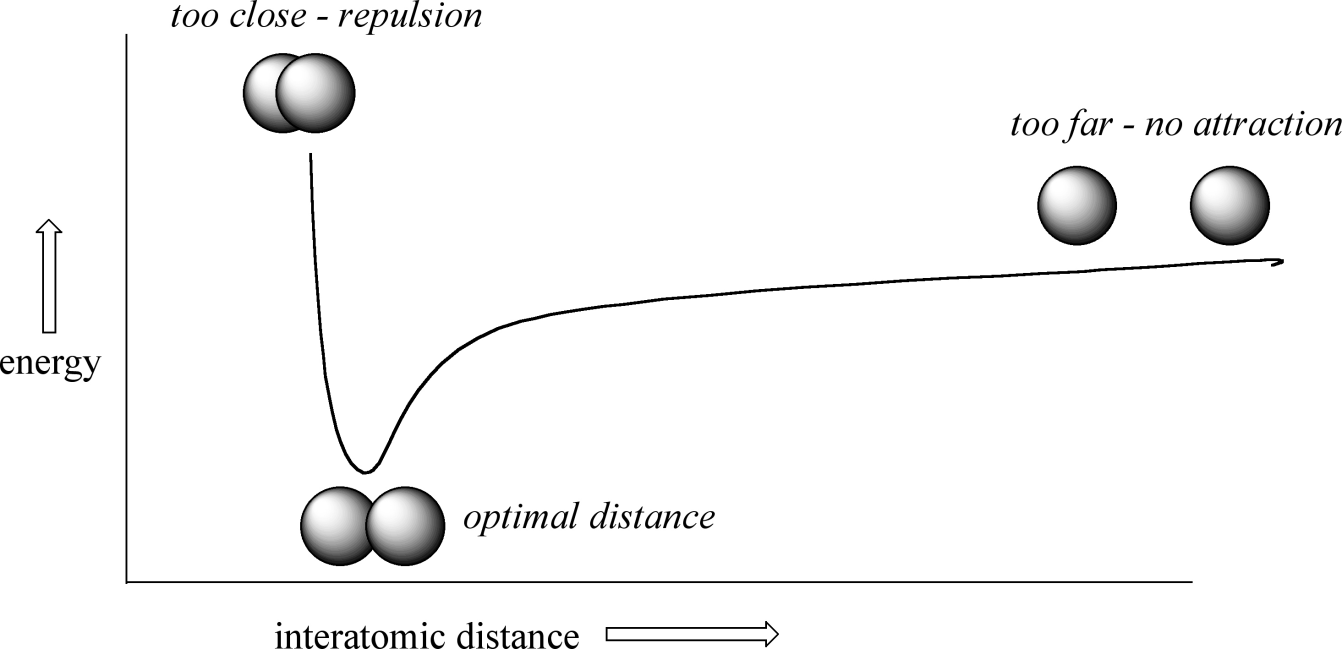 too close - repulsion
too far - no attraction
energy
optimal distance
interatomic distance